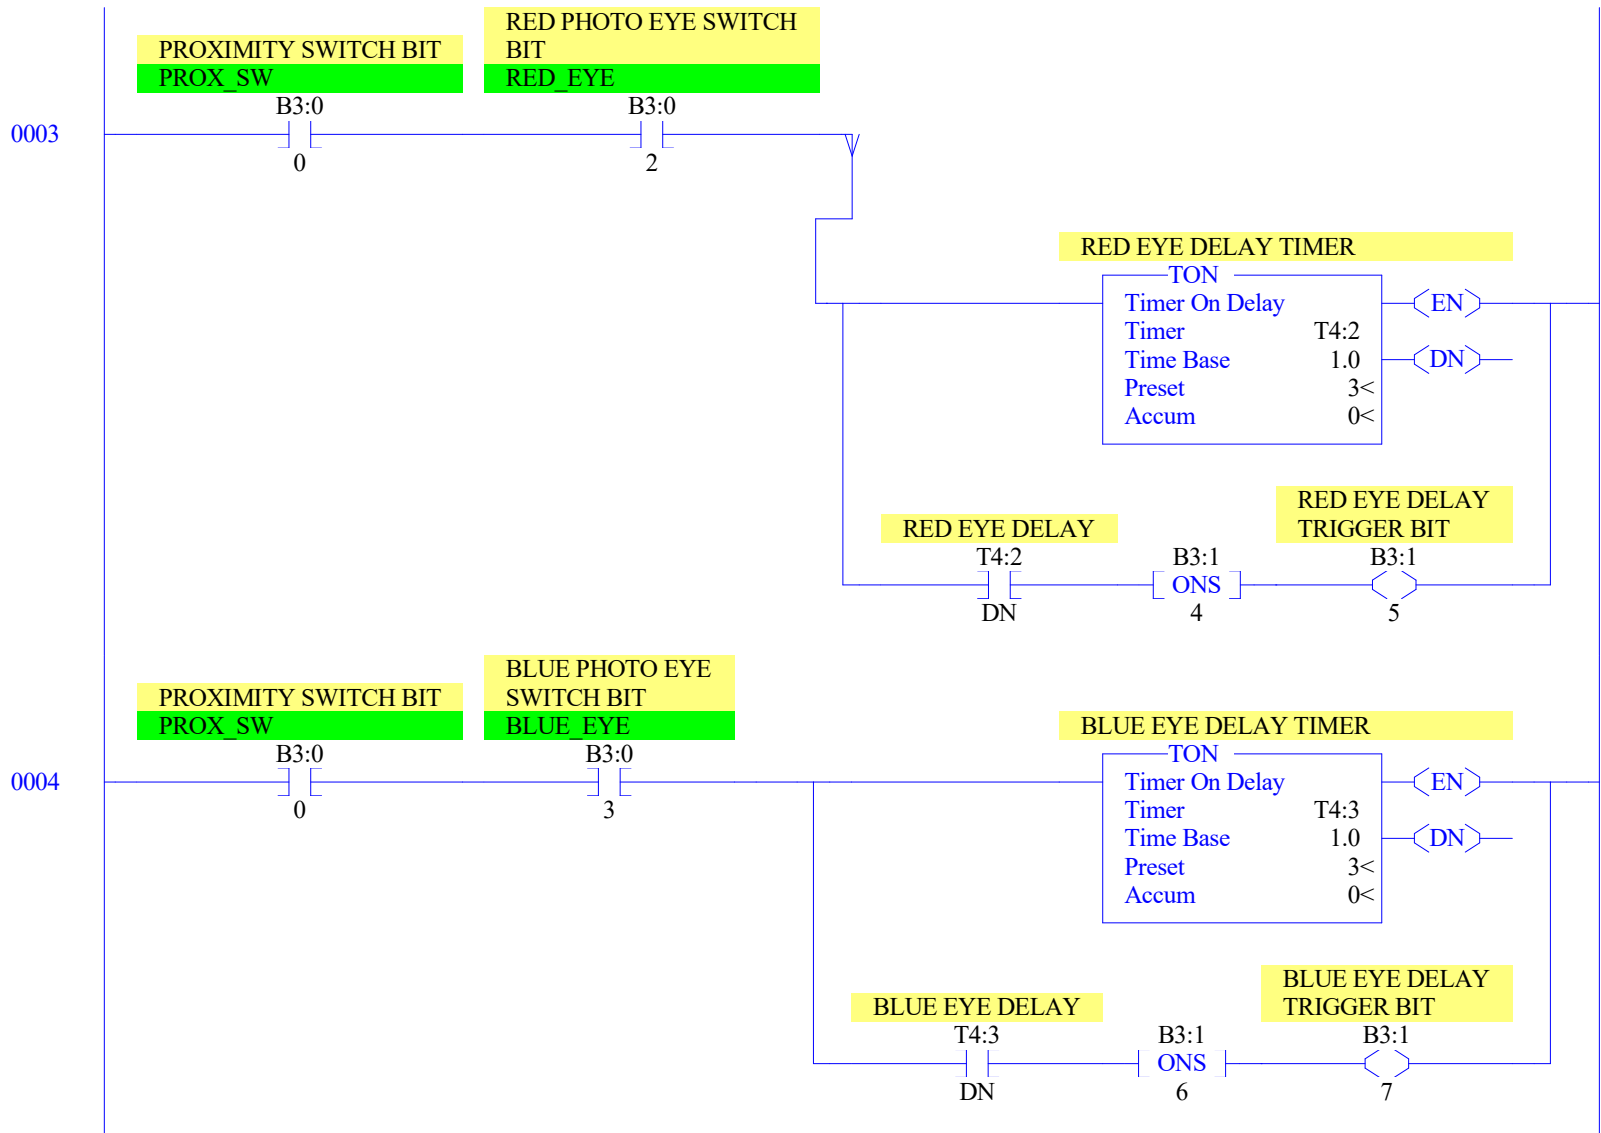 RED PHOTO EYE SWITCH
PROXIMITY SWITCH BIT BIT
PROX_SW RED_EYE
B3:0 B3:0
0003
0 2
RED EYE DELAY TIMER
TON
Timer On Delay EN
Timer T4:2
Time Base 1.0 DN
Preset 3<
Accum 0<
RED EYE DELAY
RED EYE DELAY TRIGGER BIT
T4:2 B3:1 B3:1
ONS
DN 4 5
BLUE PHOTO EYE
PROXIMITY SWITCH BIT SWITCH BIT
PROX_SW BLUE_EYE BLUE EYE DELAY TIMER
B3:0 B3:0 TON
0004 Timer On Delay EN
0 3 Timer T4:3
Time Base 1.0 DN
Preset 3<
Accum 0<
BLUE EYE DELAY
BLUE EYE DELAY TRIGGER BIT
T4:3 B3:1 B3:1
ONS
DN 6 7